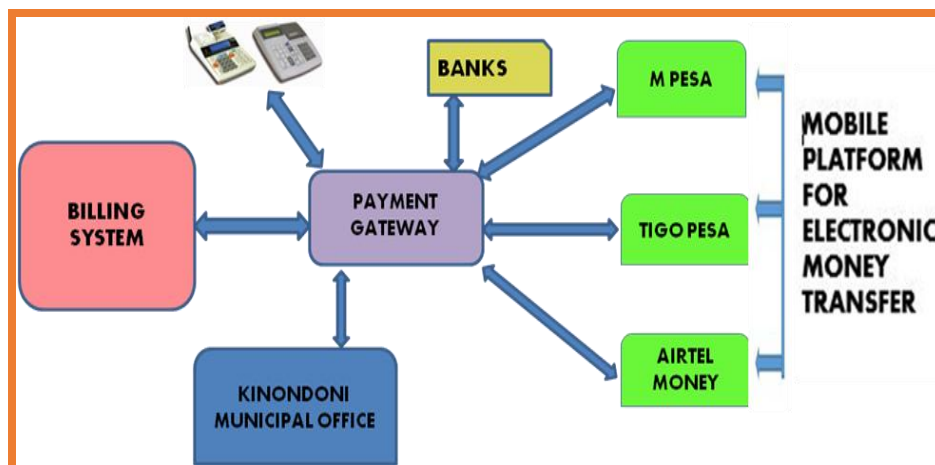 BANKS
M PESA
MOBILE
PLATFORM
FOR
ELECTRONIC
MONEY
TRANSFER
BILLING
SYSTEM
PAYMENT
GATEWAY
TIGO PESA
KINONDONI
MUNICIPAL OFFICE
AIRTEL
MONEY